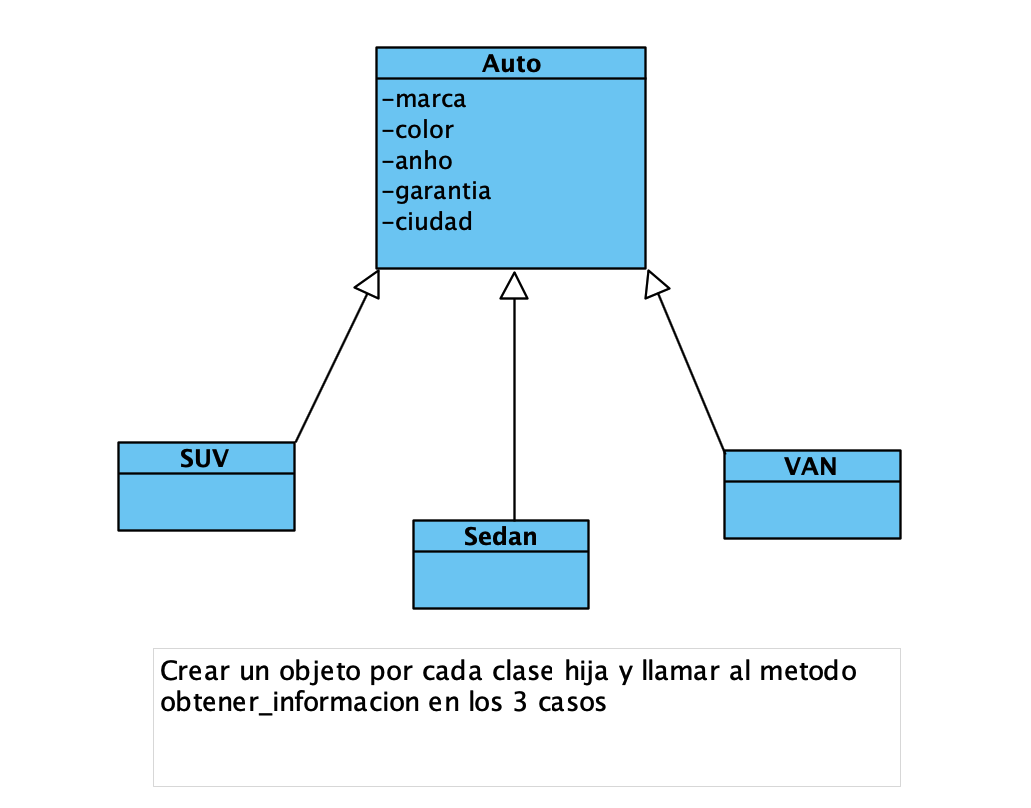 Auto
-marca
-color
-anho
-garantia
-ciudad
SUV
VAN
Sedan
Crear un objeto por cada clase hija y llamar al metodo
obtener_informacion en los 3 casos